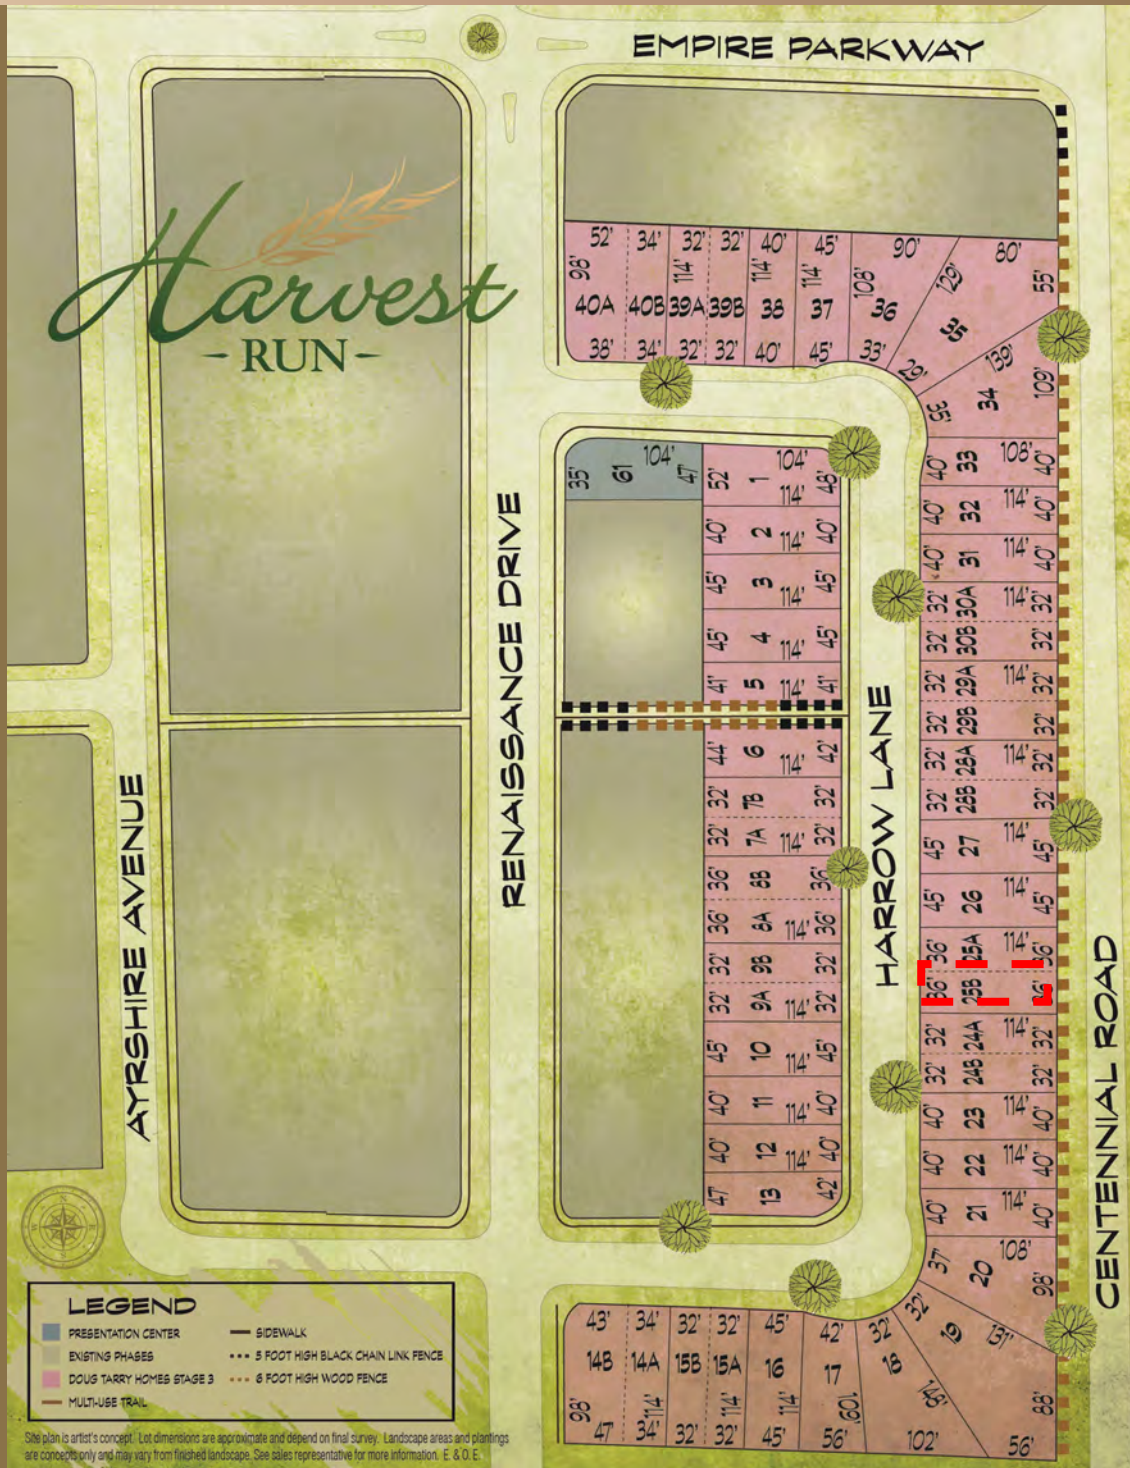 EMPIRE PARKWAY
Harvest
- RUN -
52' 34' 32' 32' 40' 45' 90' 80'
98' 114' 114' 114' 108' 129' 55'
40A 40B 39A 39B 38 37 36 35
38' 34' 32' 32' 40' 45' 33' 29' 139'
35 34 109'
35' 61 104' 47'
52' 1 104' 114' 48'
40' 2 114' 40'
45' 3 114' 45'
45' 4 114' 45'
41' 5 114' 41'
44' 6 114' 42'
32' 7B 32'
32' 7A 114' 32'
36' 8B 36'
36' 8A 114' 36'
32' 9B 32'
32' 9A 114' 32'
45' 10 114' 45'
40' 11 114' 40'
40' 12 114' 40'
47' 13 42'
40' 33 108' 40'
40' 32 114' 40'
40' 31 114' 40'
32' 30A 114' 32'
32' 30B 32'
32' 29A 114' 32'
32' 29B 32'
32' 28A 114' 32'
32' 28B 32'
45' 27 114' 45'
45' 26 114' 45'
36' 25A 114' 36'
36' 25B 36'
32' 24A 114' 32'
32' 24B 32'
40' 23 114' 40'
40' 22 114' 40'
40' 21 114' 40'
37' 20 108' 98'
32' 19 131' 88'
43' 34' 32' 32' 45' 42' 32'
14B 14A 15B 15A 16 17 18
98' 114' 114' 114' 109' 148'
47' 34' 32' 32' 45' 56' 102' 56'
RENAISSANCE DRIVE
HARROW LANE
AYRSHIRE AVENUE
CENTENNIAL ROAD
LEGEND
PRESENTATION CENTER
EXISTING PHASES
DOUG TARRY HOMES STAGE 3
MULTI-USE TRAIL
SIDEWALK
5 FOOT HIGH BLACK CHAIN LINK FENCE
6 FOOT HIGH WOOD FENCE
Site plan is artist's concept. Lot dimensions are approximate and depend on final survey. Landscape areas and plantings
are concepts only and may vary from finished landscape. See sales representative for more information. E. & O. E.